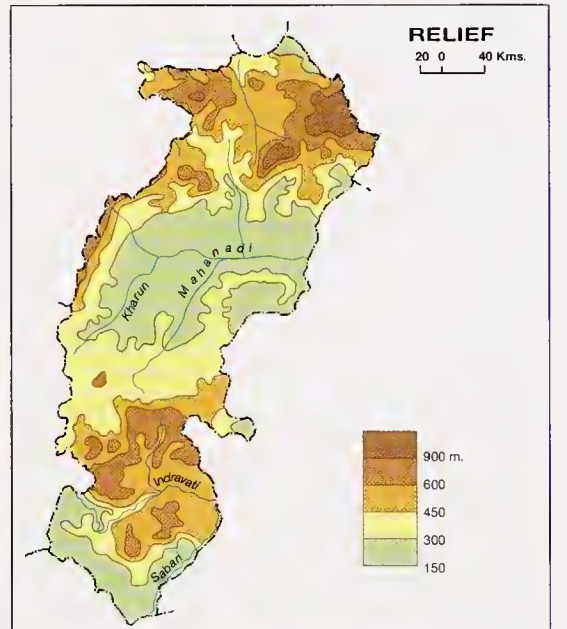 RELIEF
20 0 40 Kms.
Mahanadi
Kharun
Indravati
Sabari
900 m.
600
450
300
150